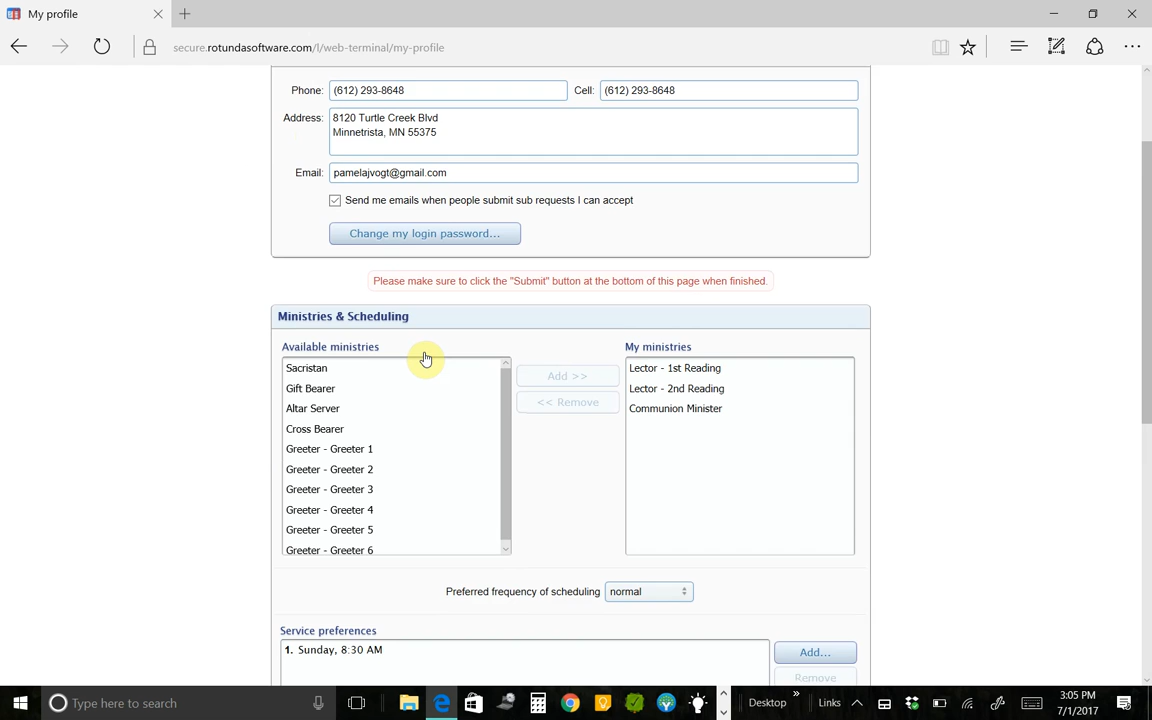 My profile
secure.rotundasoftware.com/l/web-terminal/my-profile
Phone: (612) 293-8648 Cell: (612) 293-8648
Address: 8120 Turtle Creek Blvd
Minnetrista, MN 55375
Email: pamelajvogt@gmail.com
Send me emails when people submit sub requests I can accept
Change my login password...
Please make sure to click the "Submit" button at the bottom of this page when finished.
Ministries & Scheduling
Available ministries
Sacristan
Gift Bearer
Altar Server
Cross Bearer
Greeter - Greeter 1
Greeter - Greeter 2
Greeter - Greeter 3
Greeter - Greeter 4
Greeter - Greeter 5
Greeter - Greeter 6
Add >>
<< Remove
My ministries
Lector - 1st Reading
Lector - 2nd Reading
Communion Minister
Preferred frequency of scheduling normal
Service preferences
1. Sunday, 8:30 AM
Add...
Remove
Type here to search
Desktop
Links
3:05 PM
7/1/2017